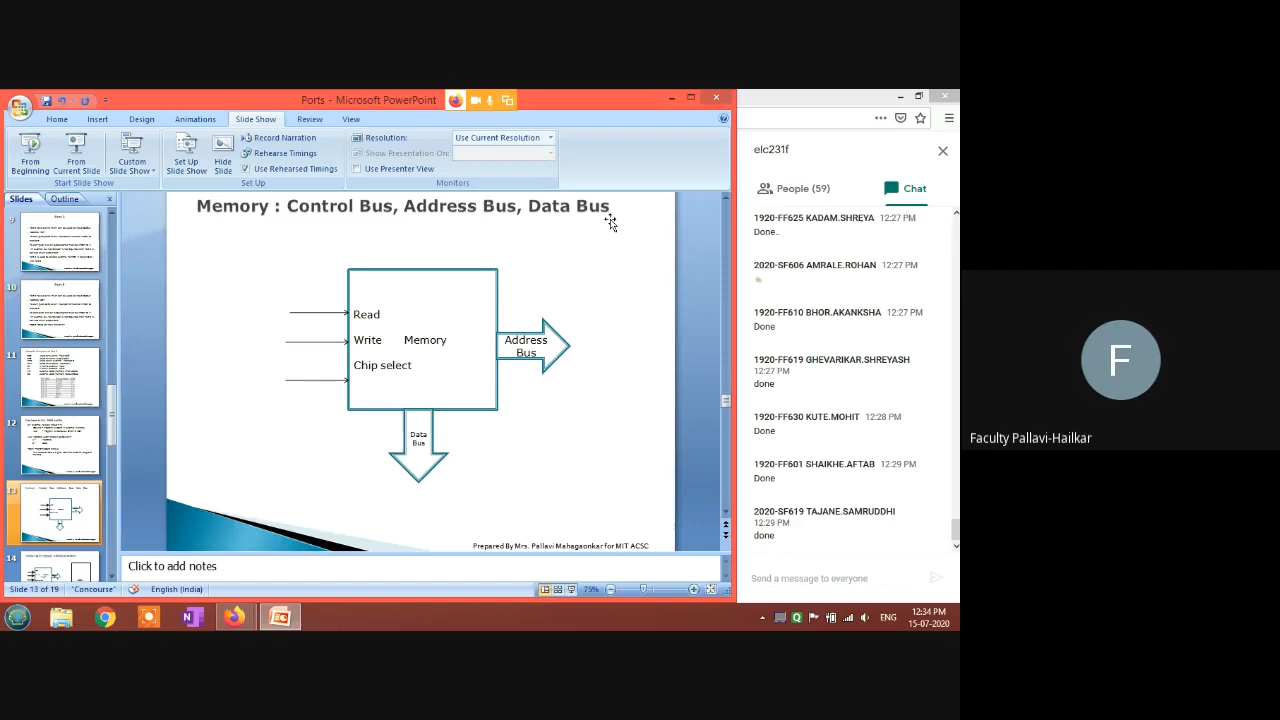 Ports - Microsoft PowerPoint
Home Insert Design Animations Slide Show Review View
From Beginning
From Current Slide
Custom Slide Show
Start Slide Show
Set Up Slide Show
Hide Slide
Record Narration
Rehearse Timings
Use Rehearsed Timings
Set Up
Resolution: Use Current Resolution
Show Presentation On:
Use Presenter View
Monitors
Slides Outline
9
10
11
12
13
14
Memory : Control Bus, Address Bus, Data Bus
Read
Write Memory
Chip select
Address
Bus
Data
Bus
Prepared By Mrs. Pallavi Mahagaonkar for MIT ACSC
Click to add notes
Slide 13 of 19 "Concourse" English (India) 75%
elc231f
People (59) Chat
1920-FF625 KADAM.SHREYA 12:27 PM
Done..
2020-SF606 AMRALE.ROHAN 12:27 PM
1920-FF610 BHOR.AKANKSHA 12:27 PM
Done
1920-FF619 GHEVARIKAR.SHREYASH
12:27 PM
done
1920-FF630 KUTE.MOHIT 12:28 PM
Done
1920-FF601 SHAIKHE.AFTAB 12:29 PM
Done
2020-SF619 TAJANE.SAMRUDDHI
12:29 PM
done
Send a message to everyone
ENG
12:34 PM
15-07-2020
F
Faculty Pallavi-Hailkar